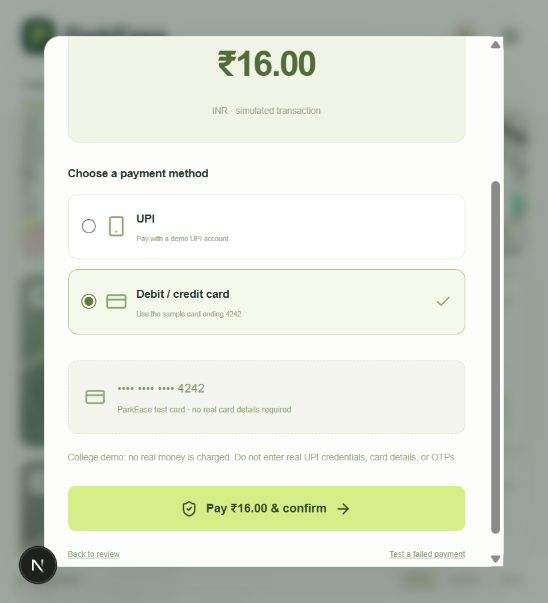 ₹16.00
INR · simulated transaction
Choose a payment method
UPI
Pay with a demo UPI account
Debit / credit card
Use the sample card ending 4242
•••• •••• •••• 4242
ParkEase test card · no real card details required
College demo: no real money is charged. Do not enter real UPI credentials, card details, or OTPs.
Pay ₹16.00 & confirm
Back to review
Test a failed payment
N